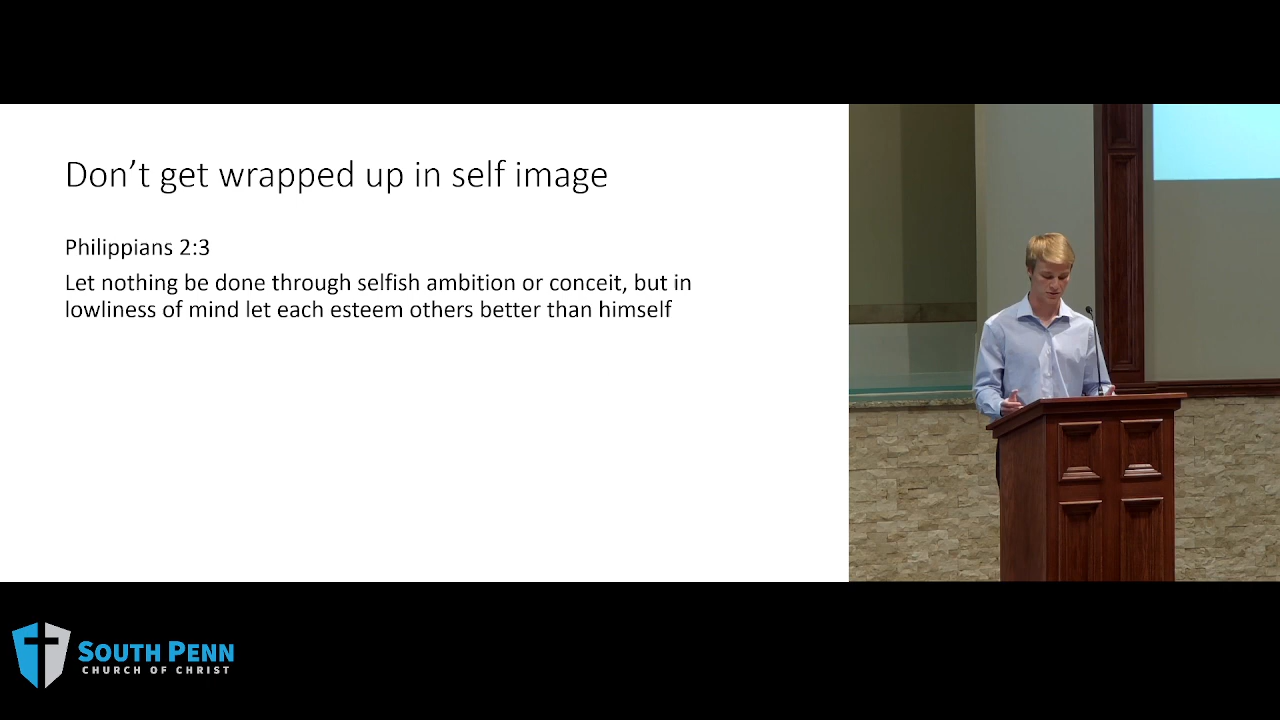 Don’t get wrapped up in self image
Philippians 2:3
Let nothing be done through selfish ambition or conceit, but in
lowliness of mind let each esteem others better than himself
SOUTH PENN
CHURCH OF CHRIST